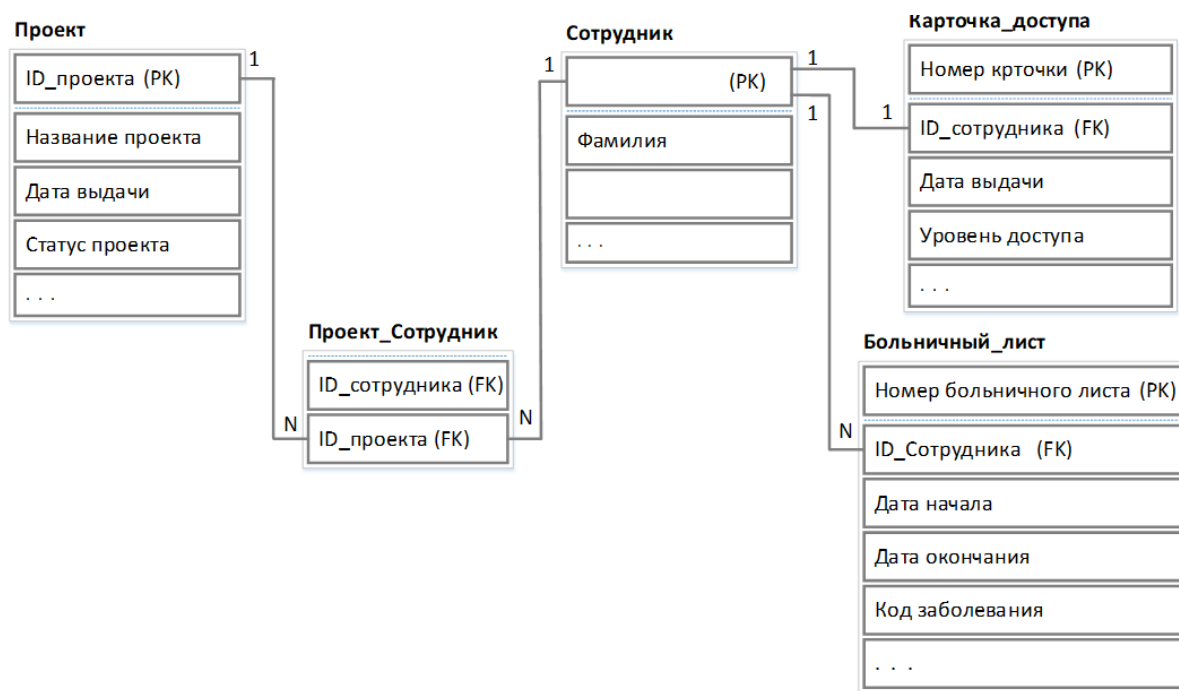 Проект
ID_проекта (PK)
Название проекта
Дата выдачи
Статус проекта
. . .
1
Сотрудник
(PK)
Фамилия
. . .
1
1
1
Карточка_доступа
Номер крточки (PK)
ID_сотрудника (FK)
Дата выдачи
Уровень доступа
. . .
1
Проект_Сотрудник
ID_сотрудника (FK)
ID_проекта (FK)
N
N
Больничный_лист
Номер больничного листа (PK)
ID_Сотрудника (FK)
Дата начала
Дата окончания
Код заболевания
. . .
N